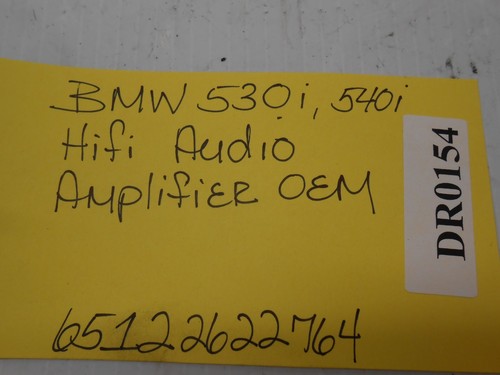 BMW 530i, 540i
Hifi Audio
Amplifier OEM
65122622764
DR0154